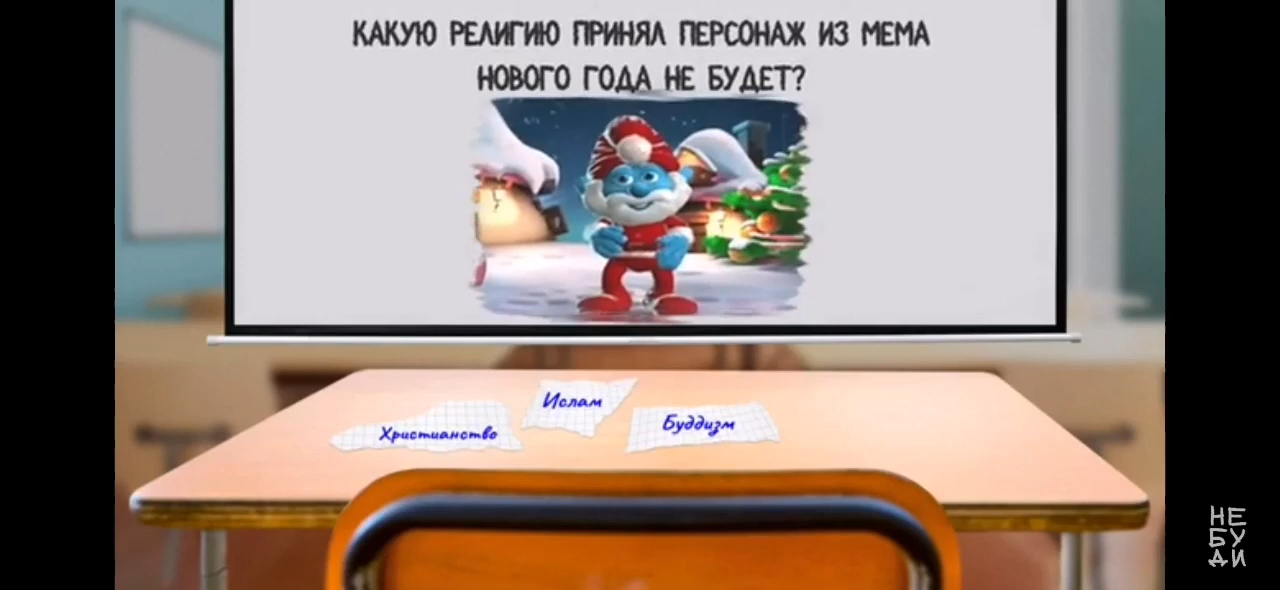 КАКУЮ РЕЛИГИЮ ПРИНЯЛ ПЕРСОНАЖ ИЗ МЕМА
НОВОГО ГОДА НЕ БУДЕТ?
Ислам
Христианство
Буддизм
НЕ
БУ
ДИ